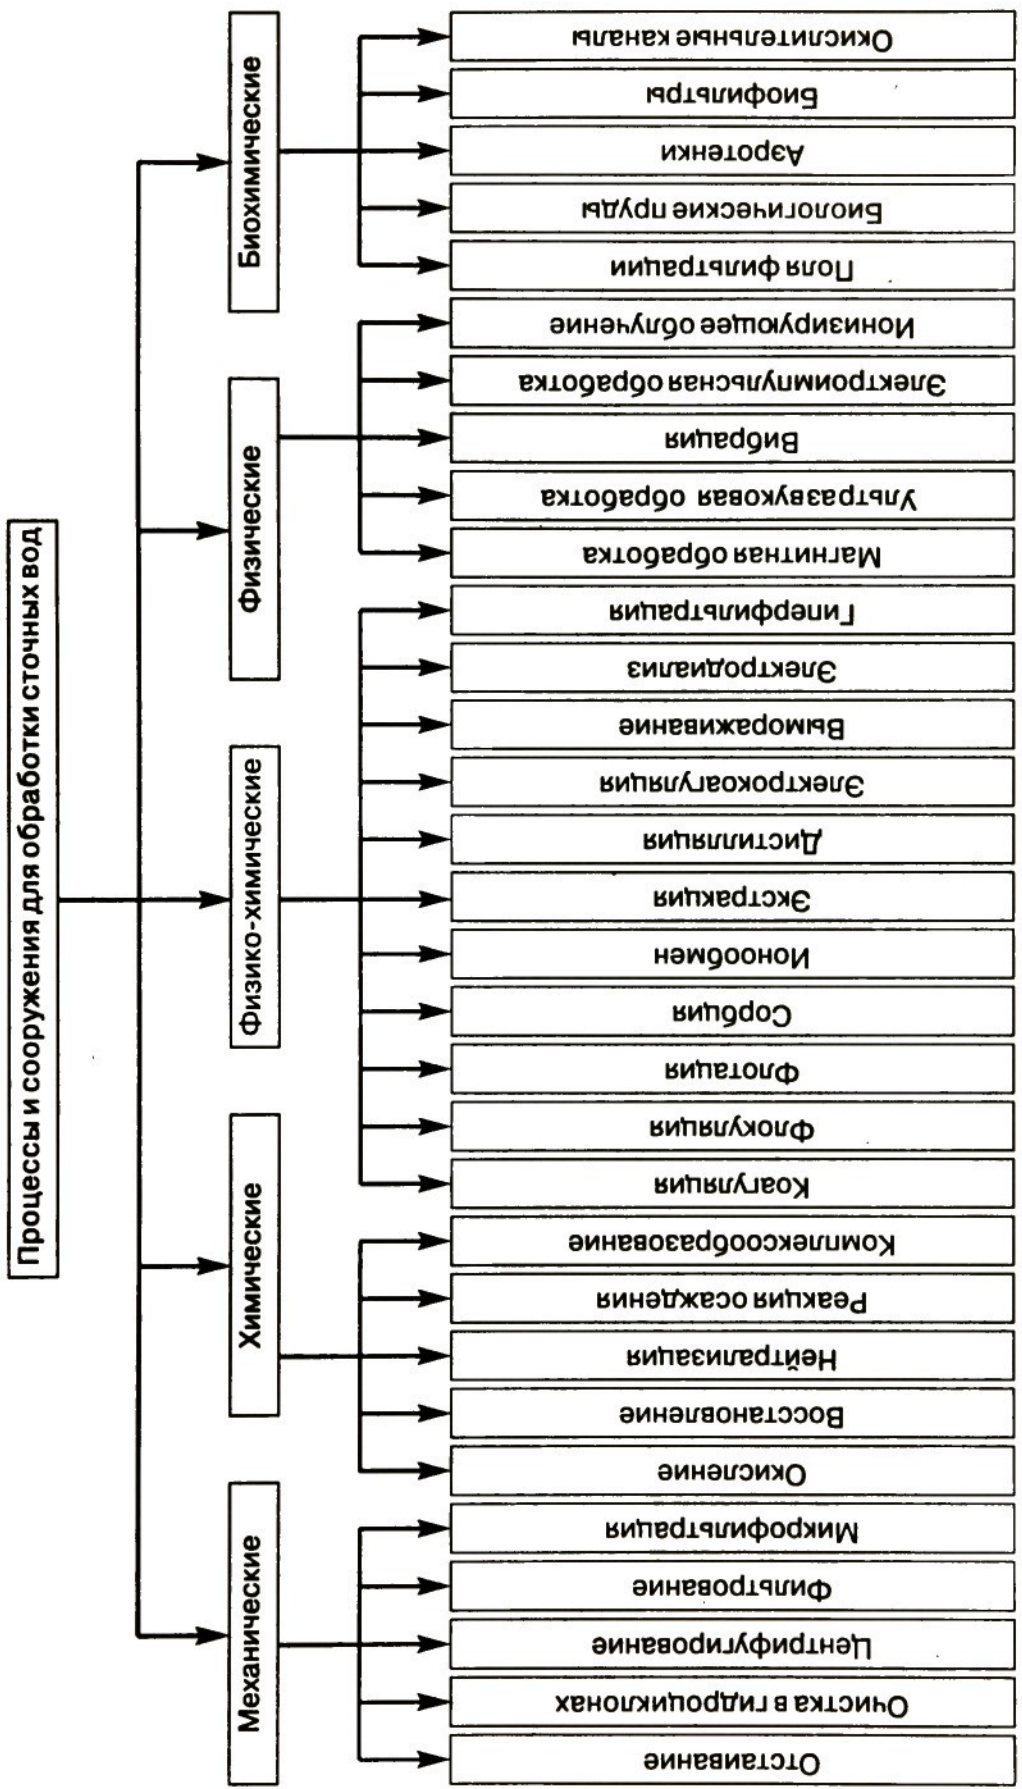 Процессы и сооружения для обработки сточных вод
Механические
Химические
Физико-химические
Физические
Биохимические
Отстаивание
Очистка в гидроциклонах
Центрифугирование
Фильтрование
Микрофильтрация
Окисление
Восстановление
Нейтрализация
Реакция осаждения
Комплексообразование
Коагуляция
Флокуляция
Флотация
Сорбция
Ионообмен
Экстракция
Дистилляция
Электрокоагуляция
Вымораживание
Электродиализ
Гиперфильтрация
Магнитная обработка
Ультразвуковая обработка
Вибрация
Электроимпульсная обработка
Ионизирующее облучение
Поля фильтрации
Биологические пруды
Аэротенки
Биофильтры
Окислительные каналы